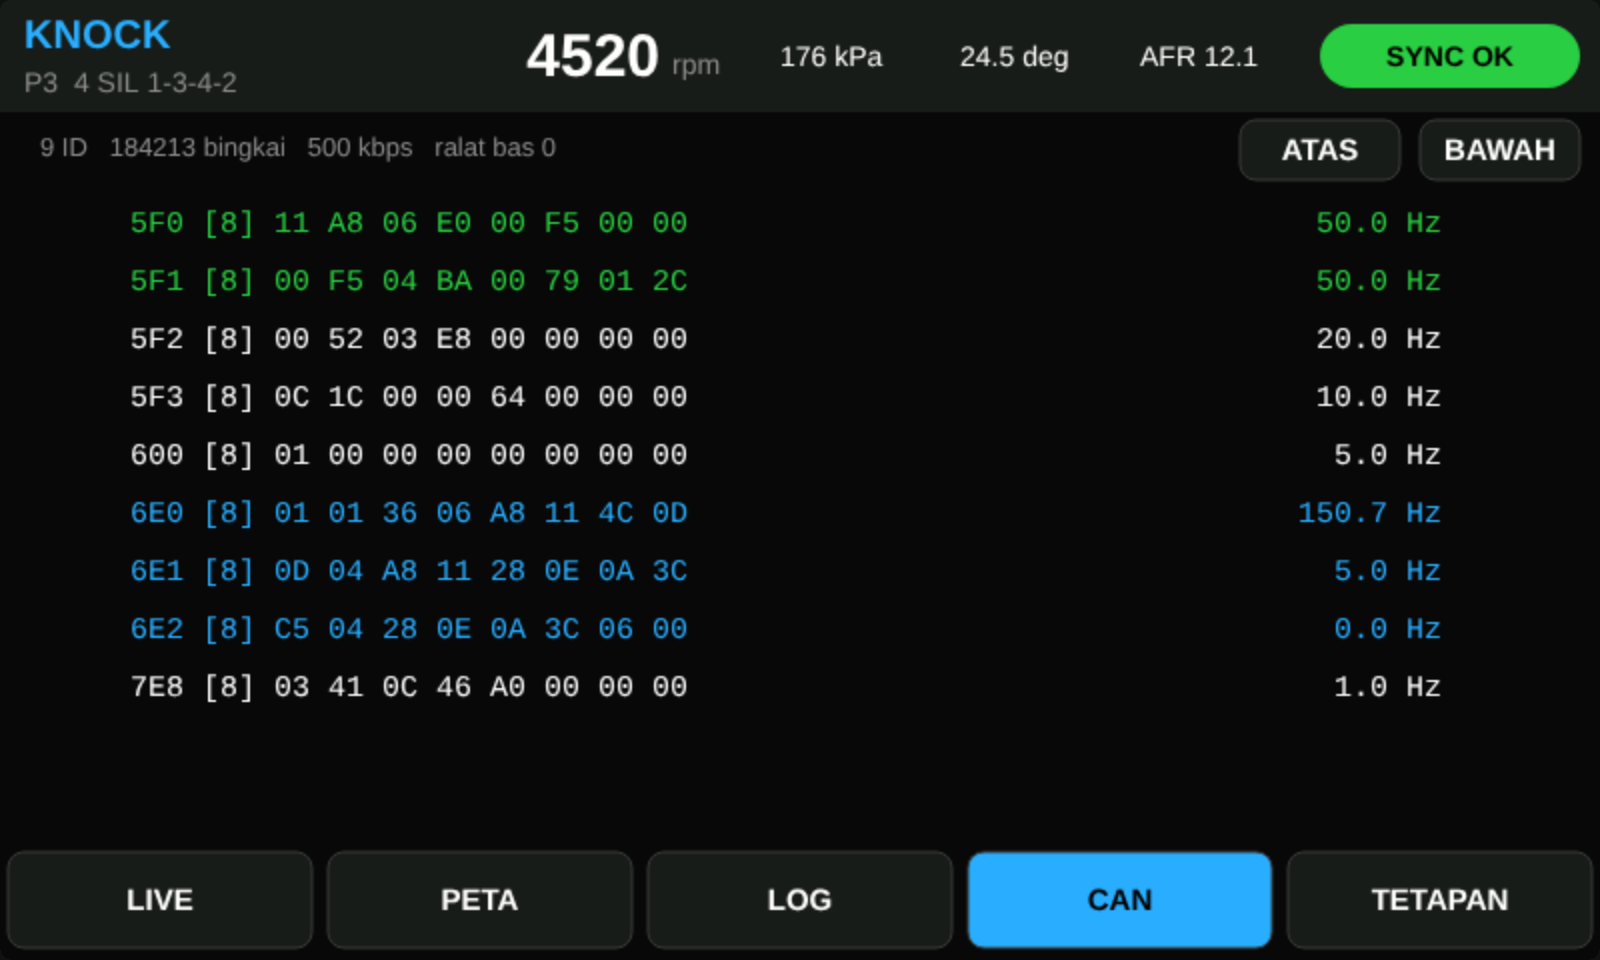 KNOCK
P3 4 SIL 1-3-4-2
4520 rpm
176 kPa
24.5 deg
AFR 12.1
SYNC OK
9 ID 184213 bingkai 500 kbps ralat bas 0
ATAS
BAWAH
5F0 [8] 11 A8 06 E0 00 F5 00 00 50.0 Hz
5F1 [8] 00 F5 04 BA 00 79 01 2C 50.0 Hz
5F2 [8] 00 52 03 E8 00 00 00 00 20.0 Hz
5F3 [8] 0C 1C 00 00 64 00 00 00 10.0 Hz
600 [8] 01 00 00 00 00 00 00 00 5.0 Hz
6E0 [8] 01 01 36 06 A8 11 4C 0D 150.7 Hz
6E1 [8] 0D 04 A8 11 28 0E 0A 3C 5.0 Hz
6E2 [8] C5 04 28 0E 0A 3C 06 00 0.0 Hz
7E8 [8] 03 41 0C 46 A0 00 00 00 1.0 Hz
LIVE
PETA
LOG
CAN
TETAPAN